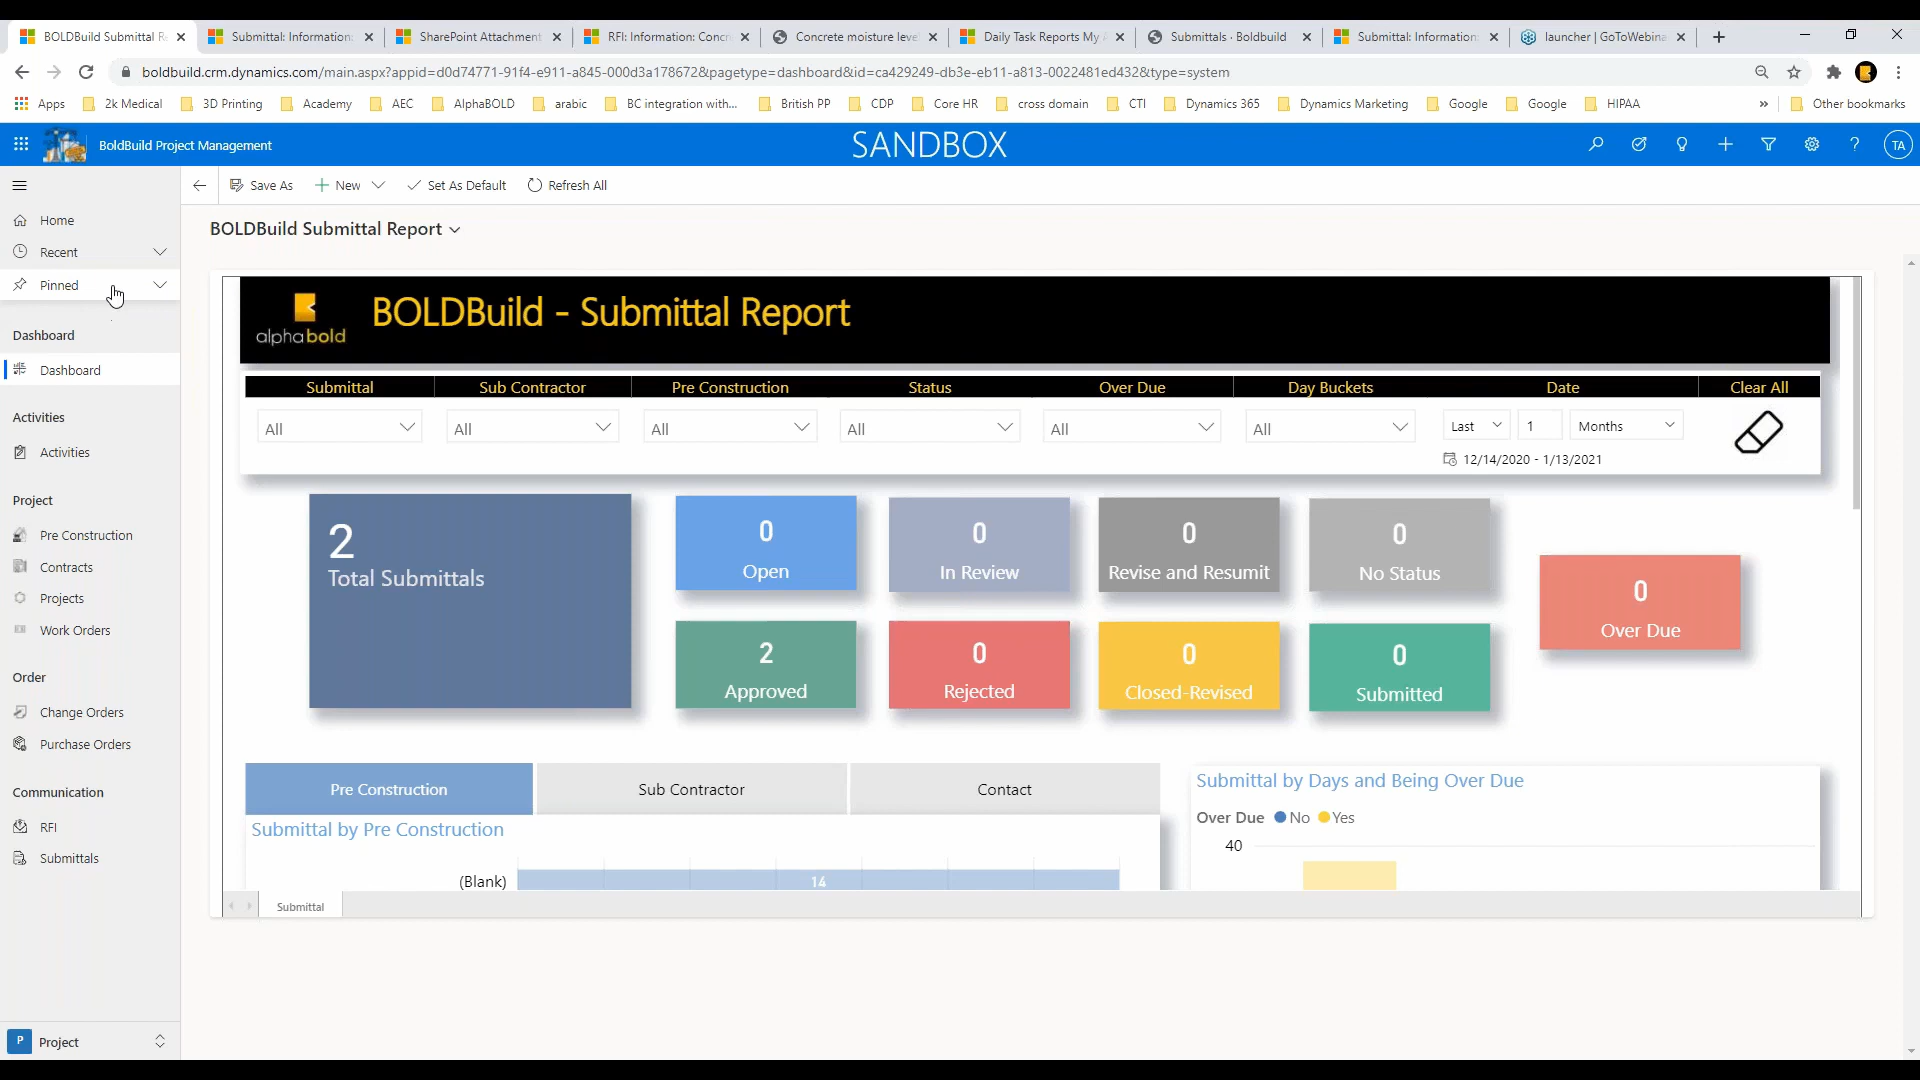 BOLDBuild Submittal R
Submittal: Information:
SharePoint Attachment
RFI: Information: Concr
Concrete moisture leve
Daily Task Reports My A
Submittals · Boldbuild
Submittal: Information:
launcher | GoToWebina
boldbuild.crm.dynamics.com/main.aspx?appid=d0d74771-91f4-e911-a845-000d3a178672&pagetype=dashboard&id=ca429249-db3e-eb11-a813-0022481ed432&type=system
Apps
2k Medical
3D Printing
Academy
AEC
AlphaBOLD
arabic
BC integration with...
British PP
CDP
Core HR
cross domain
CTI
Dynamics 365
Dynamics Marketing
Google
Google
HIPAA
»
Other bookmarks
BoldBuild Project Management
SANDBOX
TA
Save As
New
Set As Default
Refresh All
Home
Recent
Pinned
Dashboard
Dashboard
Activities
Activities
Project
Pre Construction
Contracts
Projects
Work Orders
Order
Change Orders
Purchase Orders
Communication
RFI
Submittals
P Project
BOLDBuild Submittal Report
alphabold
BOLDBuild - Submittal Report
Submittal
Sub Contractor
Pre Construction
Status
Over Due
Day Buckets
Date
Clear All
All
All
All
All
All
All
Last
1
Months
12/14/2020 - 1/13/2021
2
Total Submittals
0
Open
0
In Review
0
Revise and Resumit
0
No Status
0
Over Due
2
Approved
0
Rejected
0
Closed-Revised
0
Submitted
Pre Construction
Sub Contractor
Contact
Submittal by Pre Construction
(Blank)
14
Submittal by Days and Being Over Due
Over Due No Yes
40
Submittal